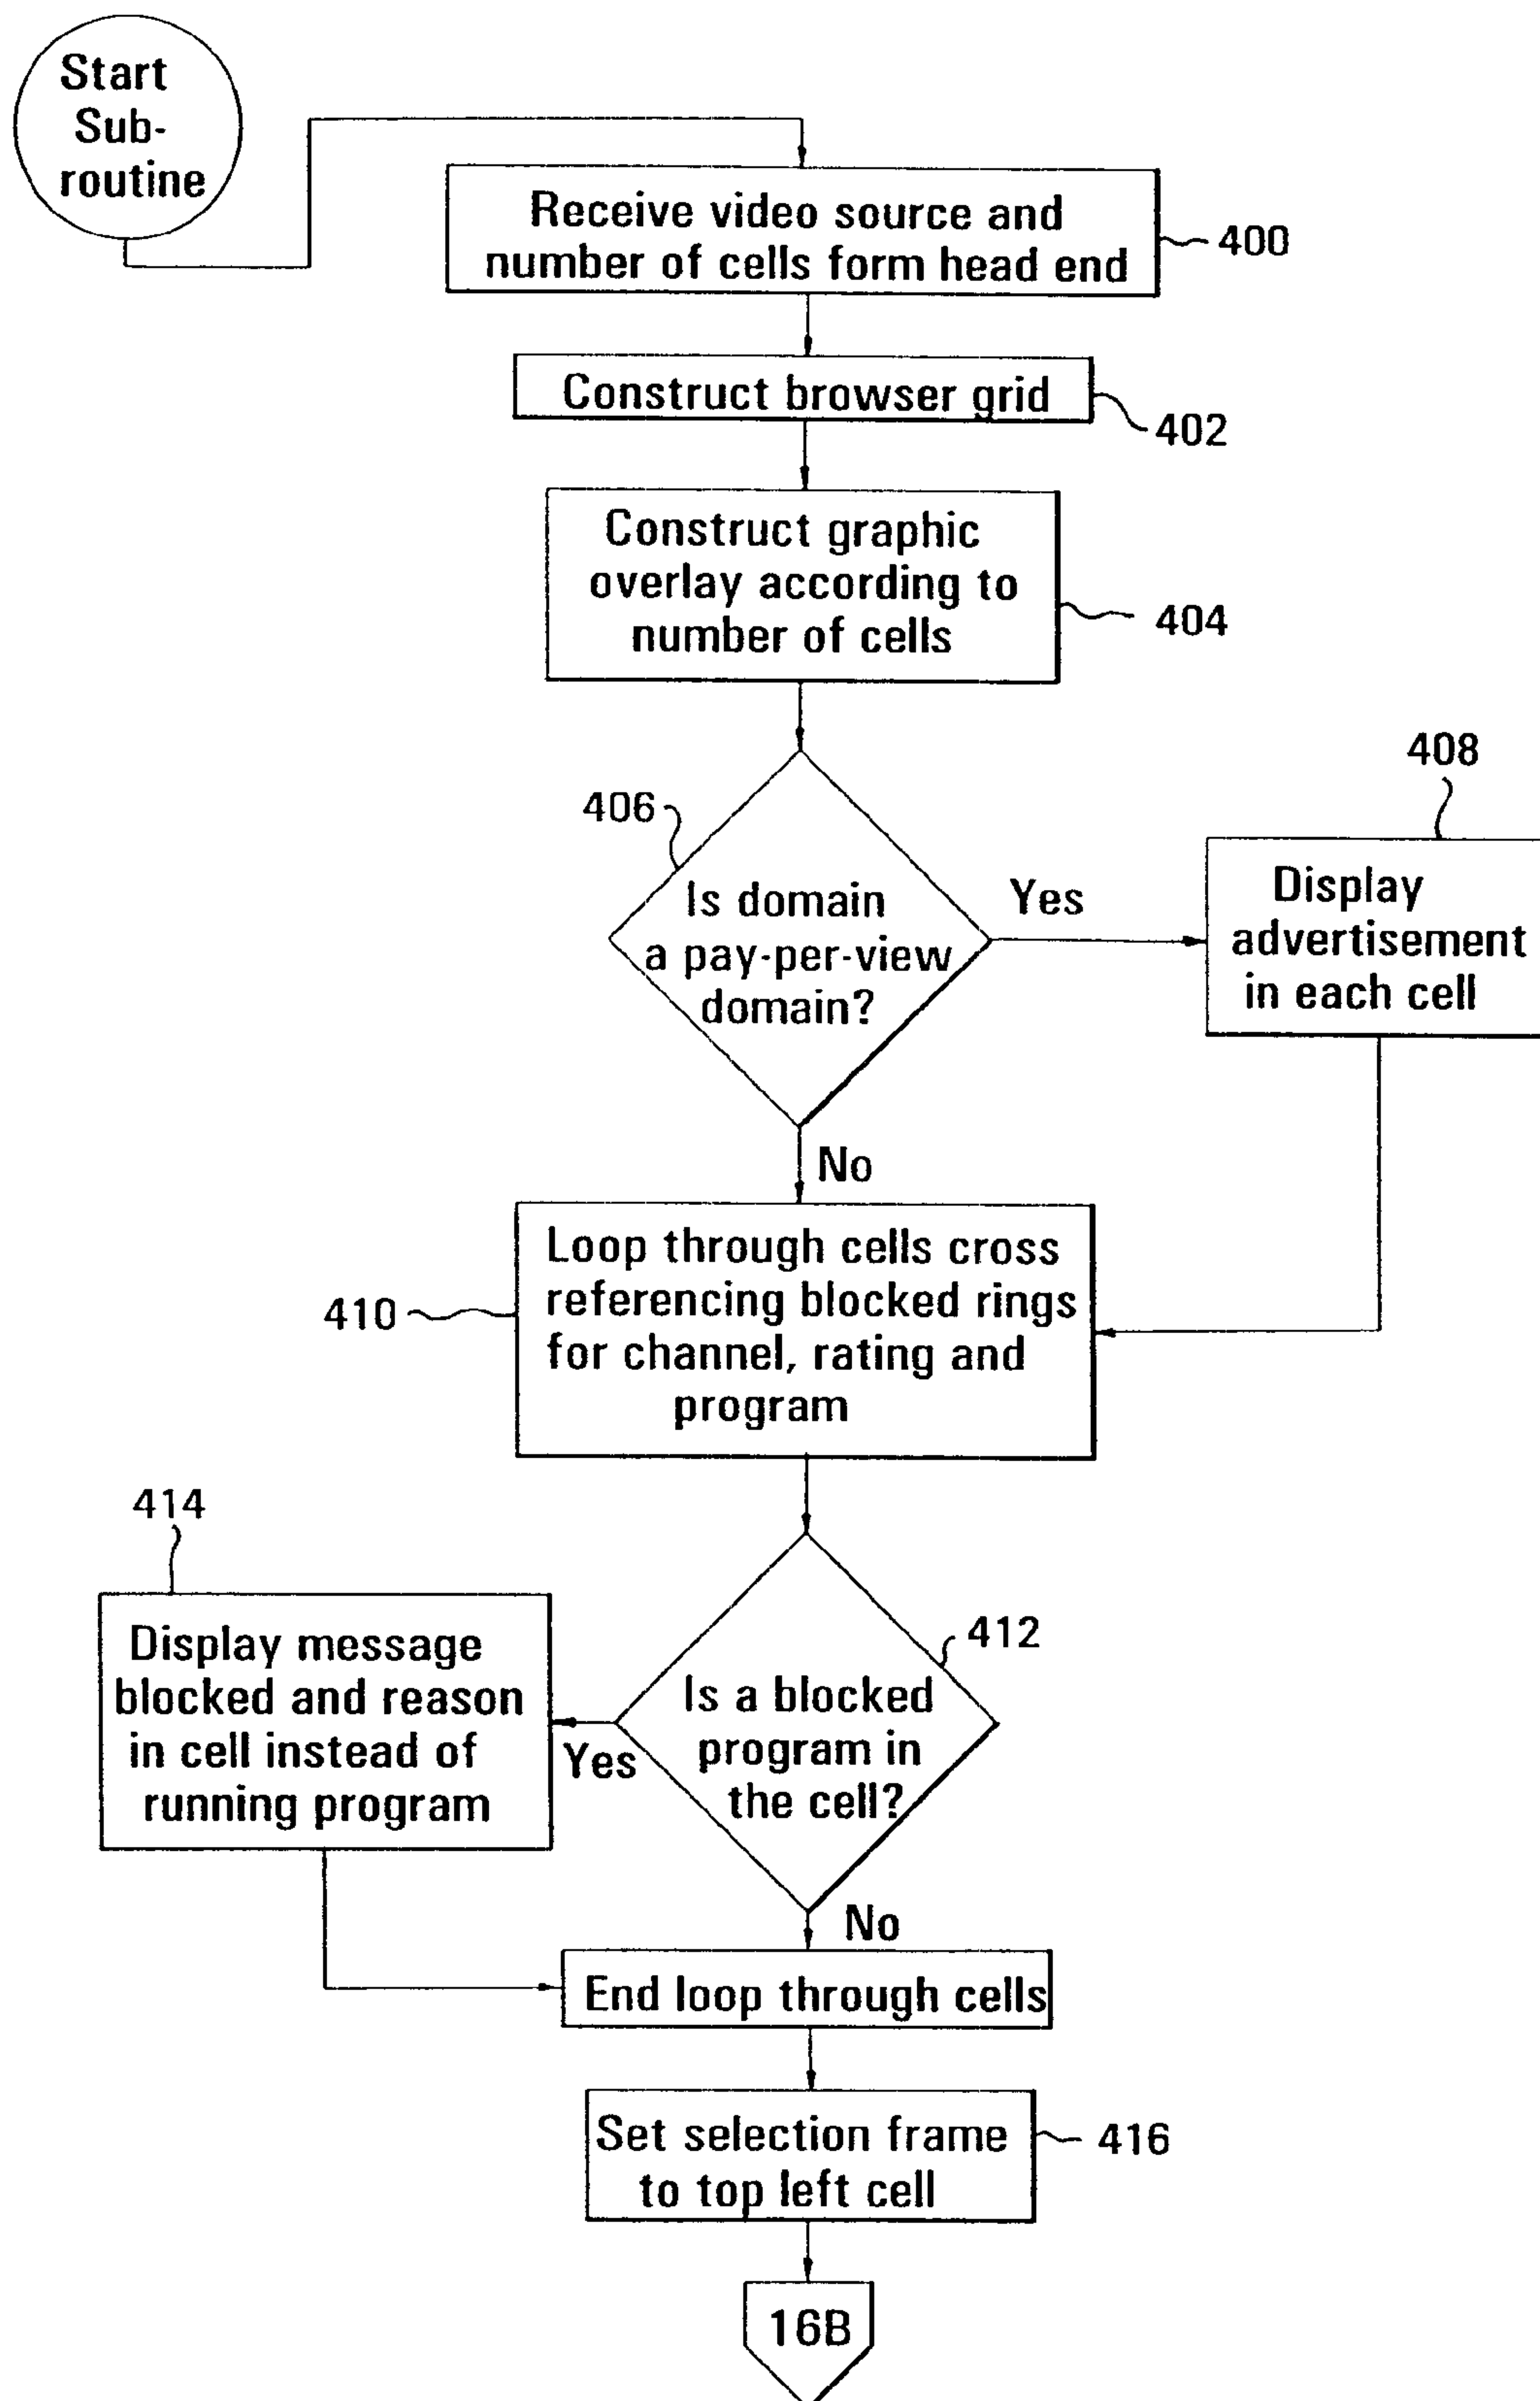 Start
Sub-
routine
Receive video source and
number of cells form head end
400
Construct browser grid
402
Construct graphic
overlay according to
number of cells
404
406
Is domain
a pay-per-view
domain?
Yes
408
Display
advertisement
in each cell
No
Loop through cells cross
referencing blocked rings
for channel, rating and
program
410
414
Display message
blocked and reason
in cell instead of
running program
412
Is a blocked
program in
the cell?
Yes
No
End loop through cells
Set selection frame
to top left cell
416
16B